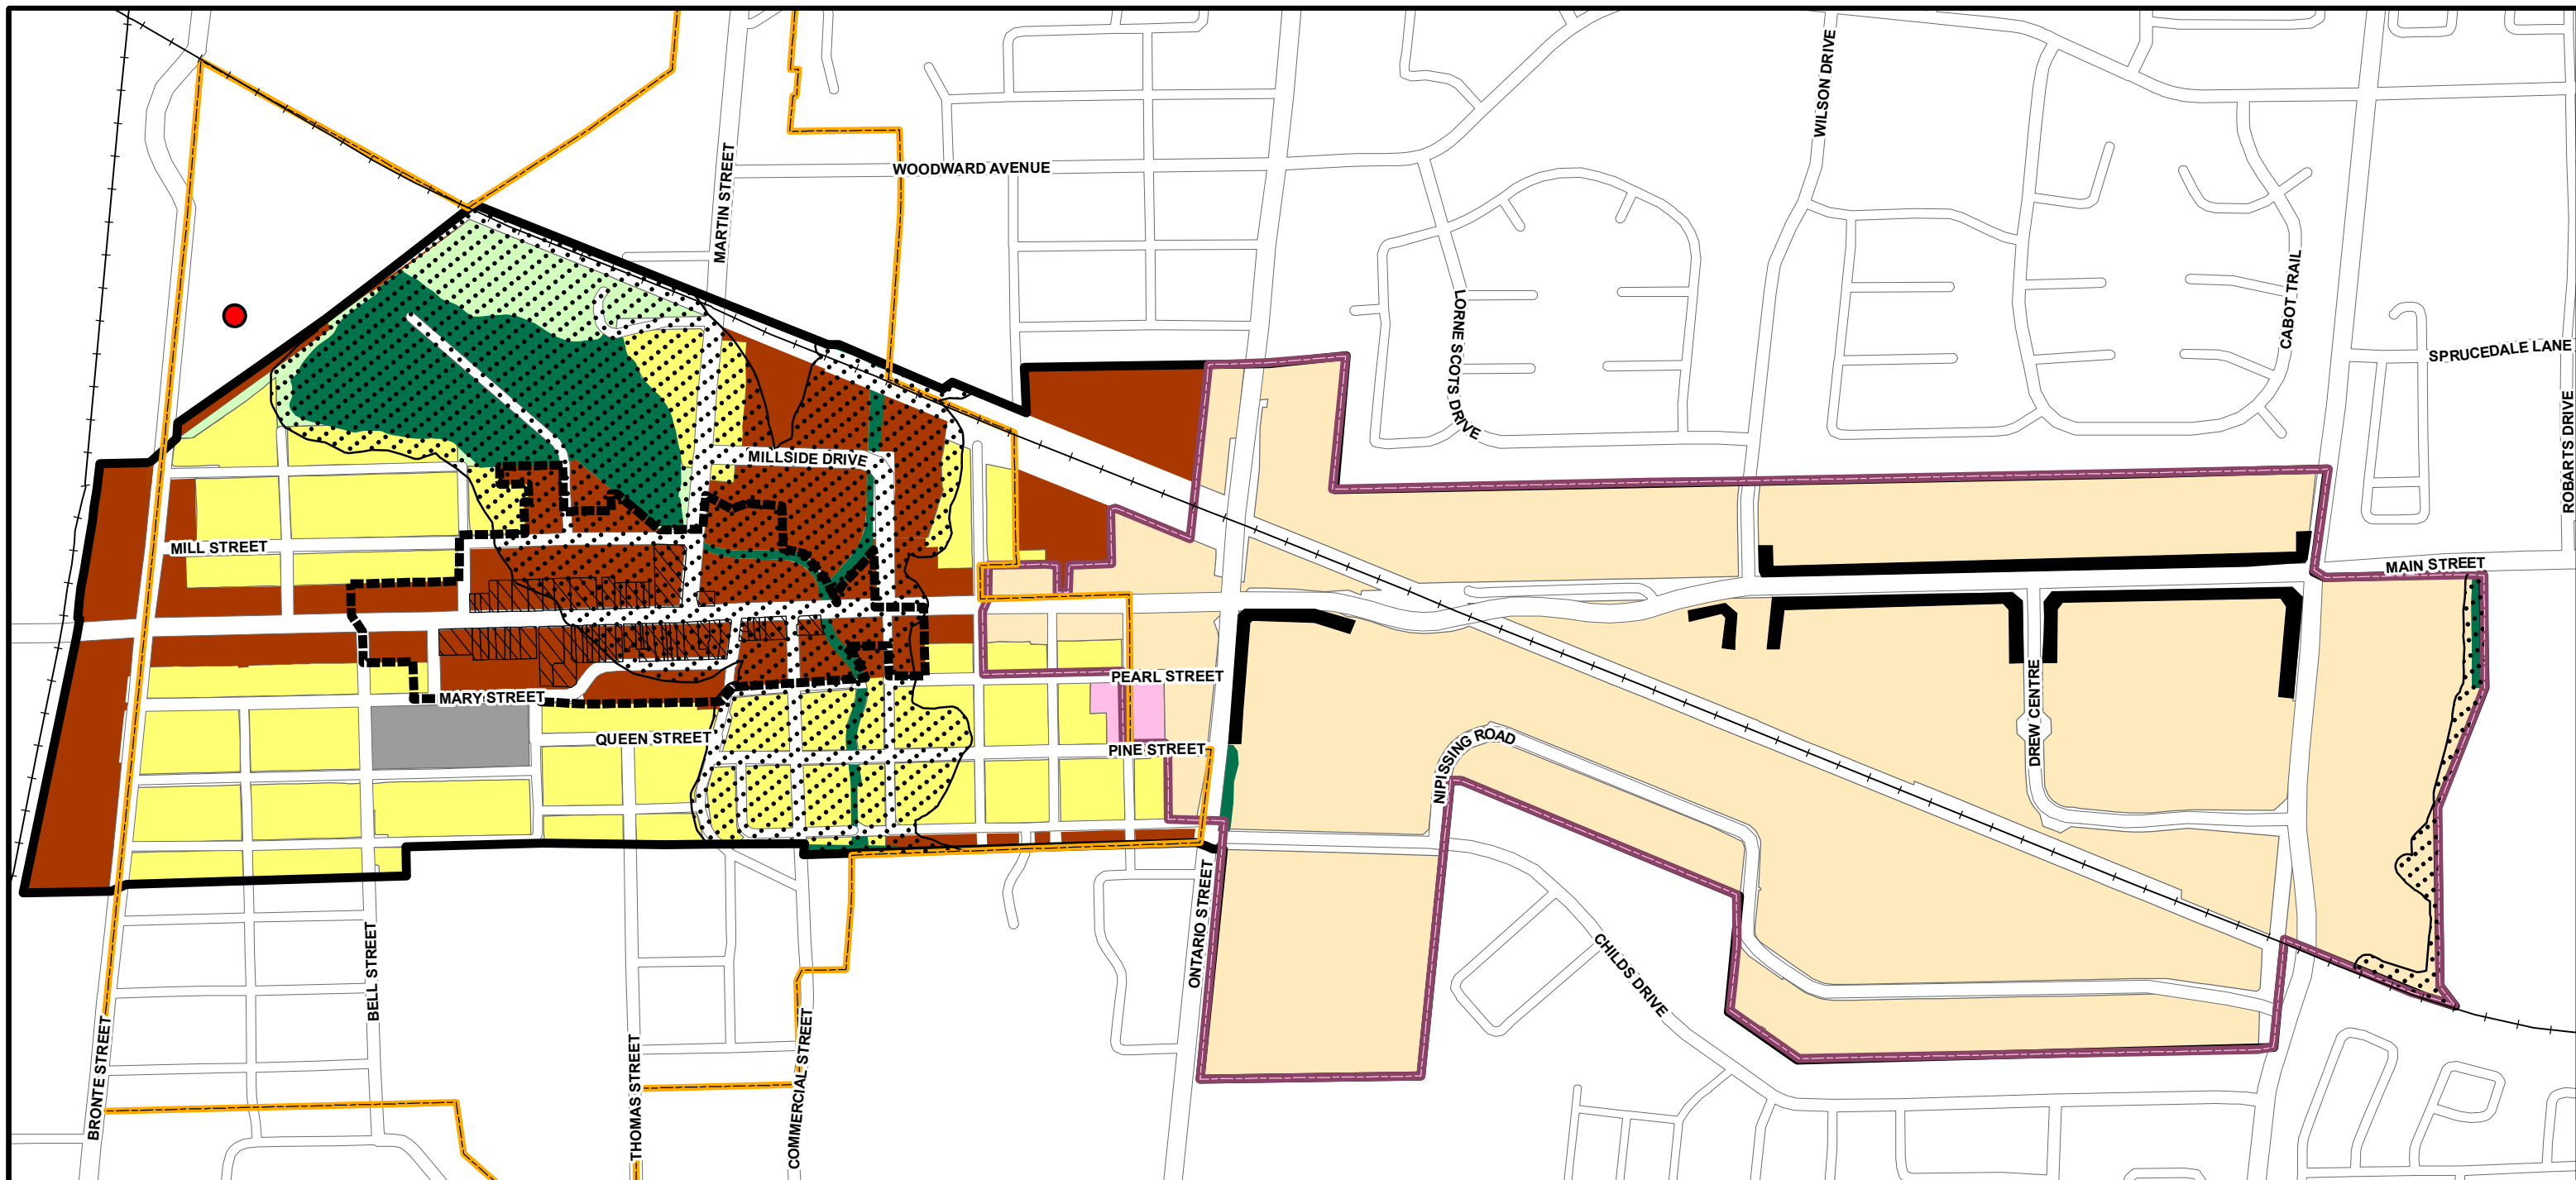 WILSON DRIVE
WOODWARD AVENUE
MARTIN STREET
CABOT TRAIL
LORNE SCOTS DRIVE
SPRUCEDALE LANE
ROBARTS DRIVE
MILLSIDE DRIVE
MILL STREET
MAIN STREET
PEARL STREET
MARY STREET
DREW CENTRE
QUEEN STREET
PINE STREET
NIPISSING ROAD
ONTARIO STREET
BELL STREET
CHILDS DRIVE
BRONTE STREET
THOMAS STREET
COMMERCIAL STREET